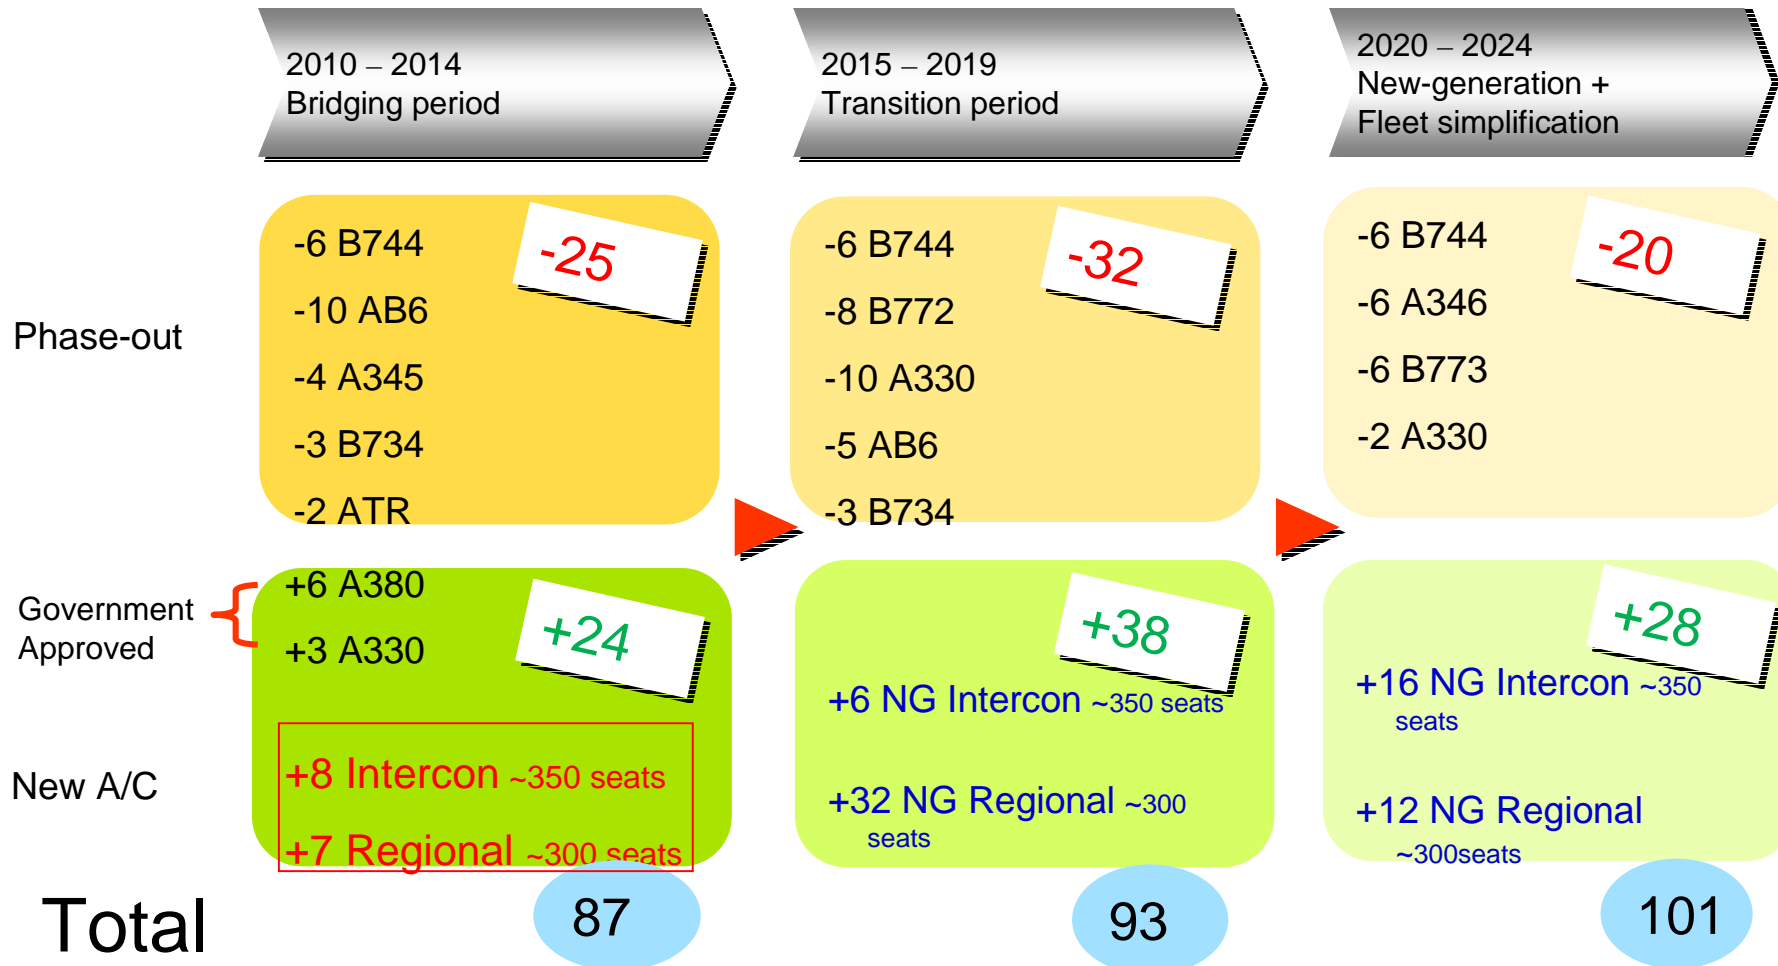 2010 – 2014
Bridging period
2015 – 2019
Transition period
2020 – 2024
New-generation +
Fleet simplification
Phase-out
-6 B744
-10 AB6
-4 A345
-3 B734
-2 ATR
-25
-6 B744
-8 B772
-10 A330
-5 AB6
-3 B734
-32
-6 B744
-6 A346
-6 B773
-2 A330
-20
Government
Approved
+6 A380
+3 A330
+24
New A/C
+8 Intercon ~350 seats
+7 Regional ~300 seats
+38
+6 NG Intercon ~350 seats
+32 NG Regional ~300
seats
+28
+16 NG Intercon ~350
seats
+12 NG Regional
~300seats
Total
87
93
101